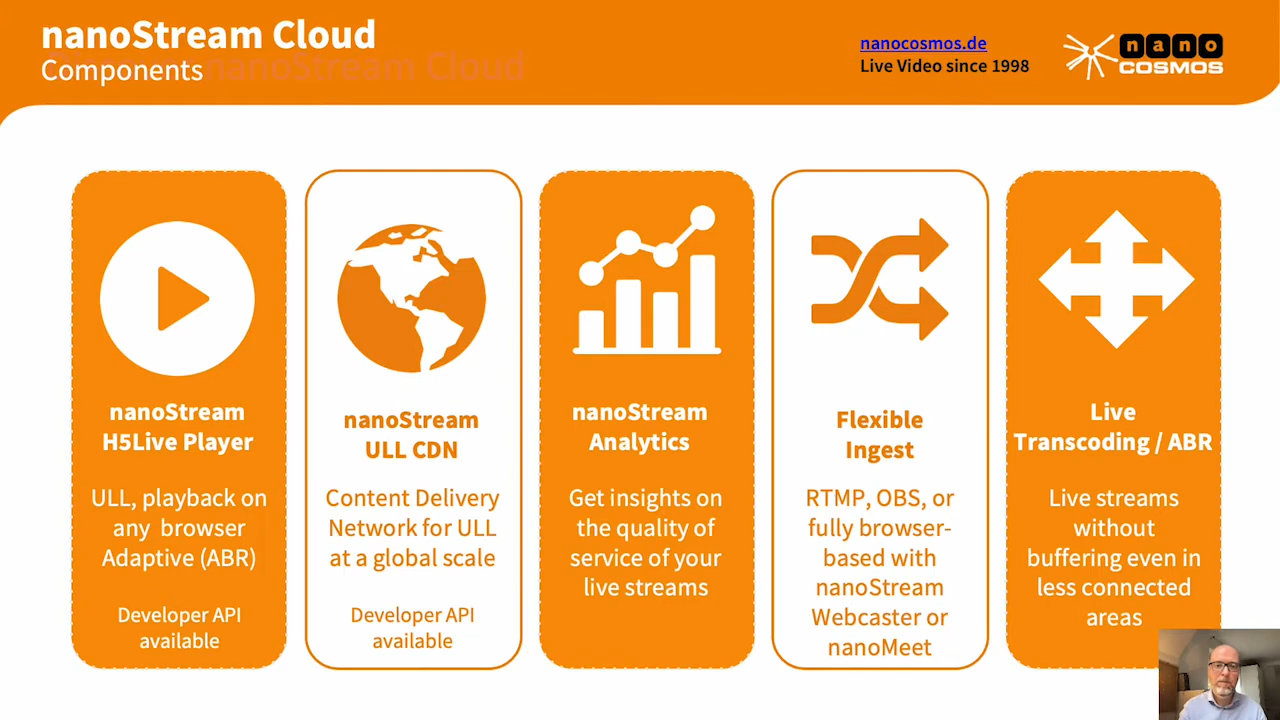 nanoStream Cloud
Components
nanoStream Cloud
nanocosmos.de
Live Video since 1998
nano
COSMOS
nanoStream
H5Live Player
ULL, playback on
any browser
Adaptive (ABR)
Developer API
available
nanoStream
ULL CDN
Content Delivery
Network for ULL
at a global scale
Developer API
available
nanoStream
Analytics
Get insights on
the quality of
service of your
live streams
Flexible
Ingest
RTMP, OBS, or
fully browser-
based with
nanoStream
Webcaster or
nanoMeet
Live
Transcoding / ABR
Live streams
without
buffering even in
less connected
areas